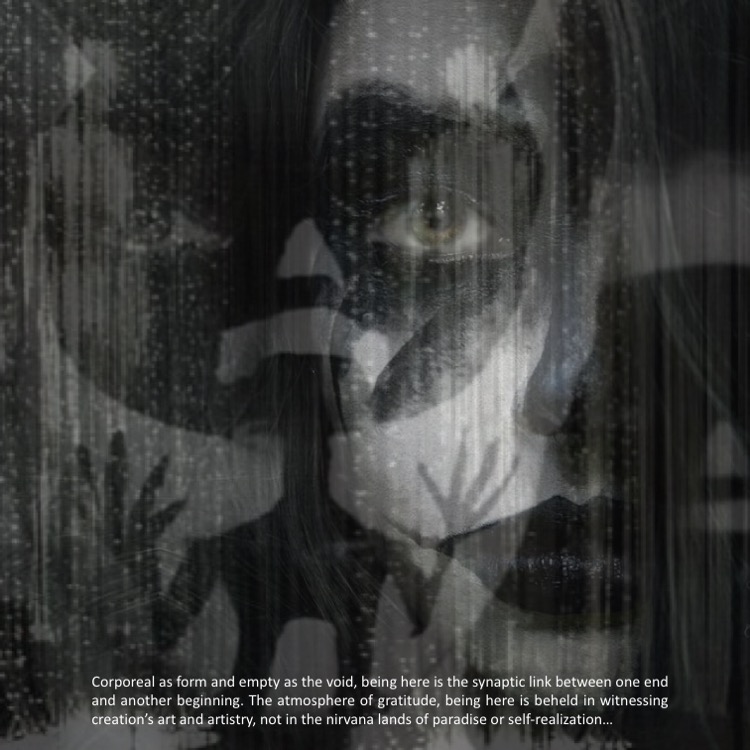 Corporeal as form and empty as the void, being here is the synaptic link between one end
and another beginning. The atmosphere of gratitude, being here is beheld in witnessing
creation’s art and artistry, not in the nirvana lands of paradise or self-realization…